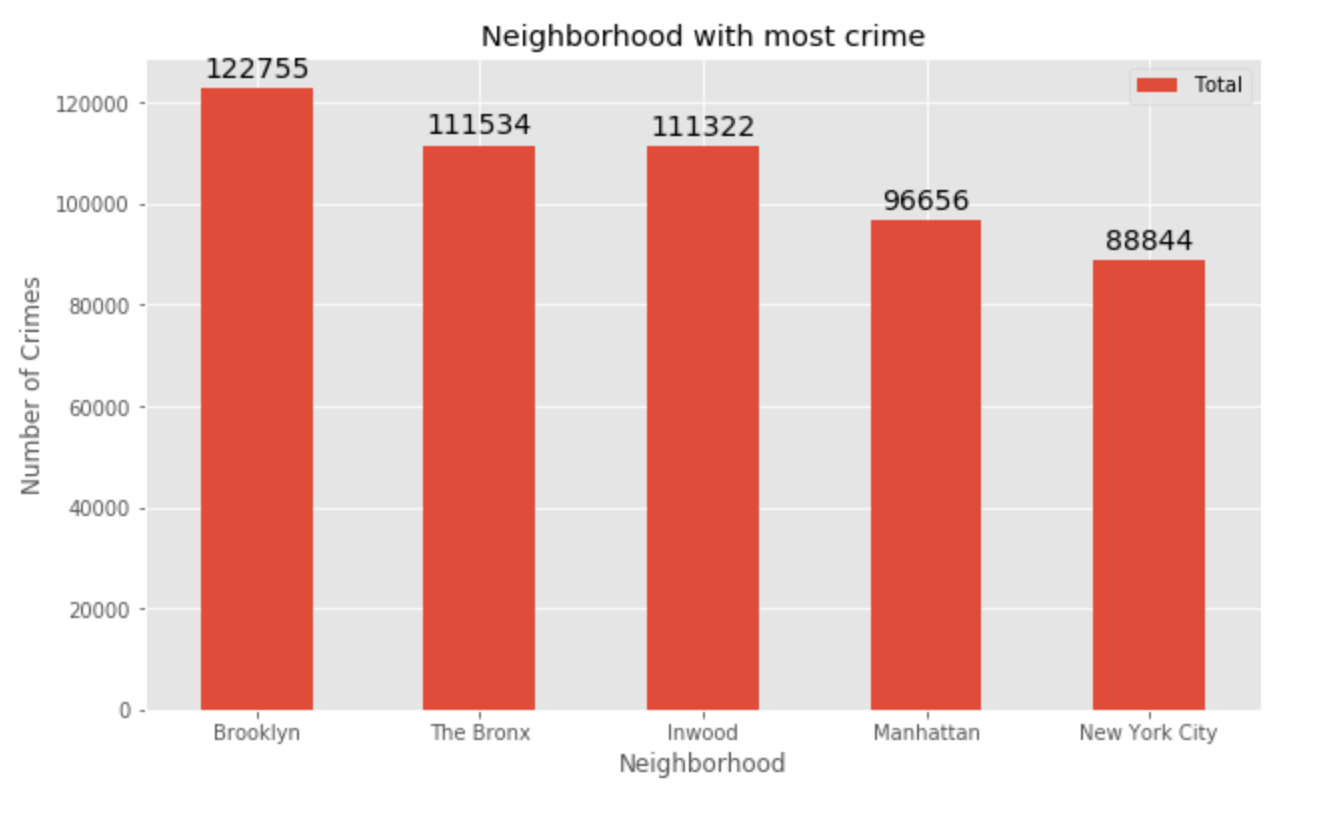 Neighborhood with most crime
Total
122755
111534
111322
96656
88844
120000
100000
80000
60000
40000
20000
0
Number of Crimes
Brooklyn
The Bronx
Inwood
Manhattan
New York City
Neighborhood